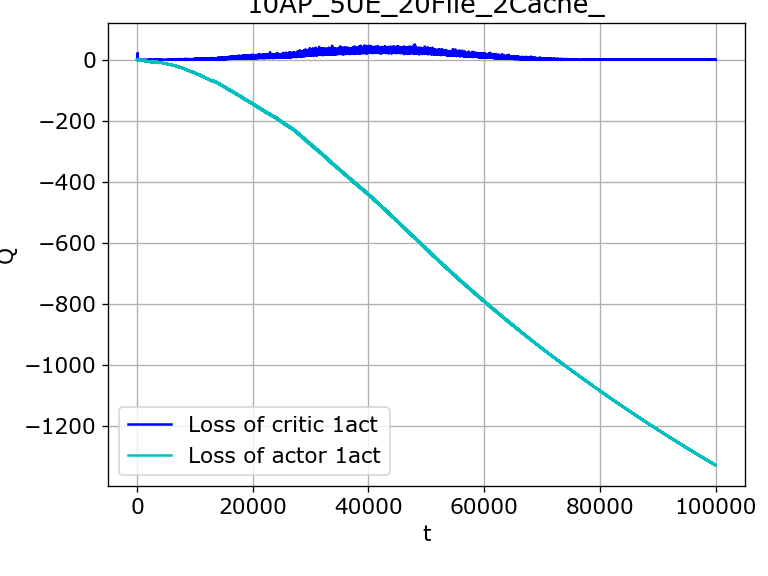 10AP_5UE_20File_2Cache_
0
−200
−400
−600
−800
−1000
−1200
Q
Loss of critic 1act
Loss of actor 1act
0 20000 40000 60000 80000 100000
t